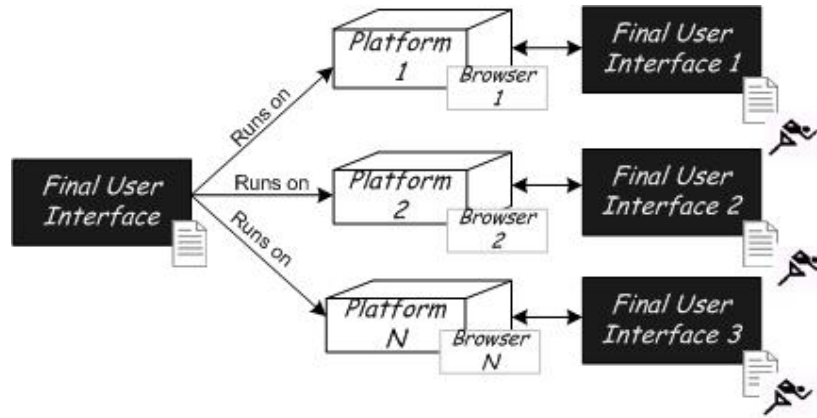 Platform
1
Browser
1
Final User
Interface 1
Runs on
Final User
Interface
Runs on
Platform
2
Browser
2
Final User
Interface 2
Runs on
Platform
N
Browser
N
Final User
Interface 3